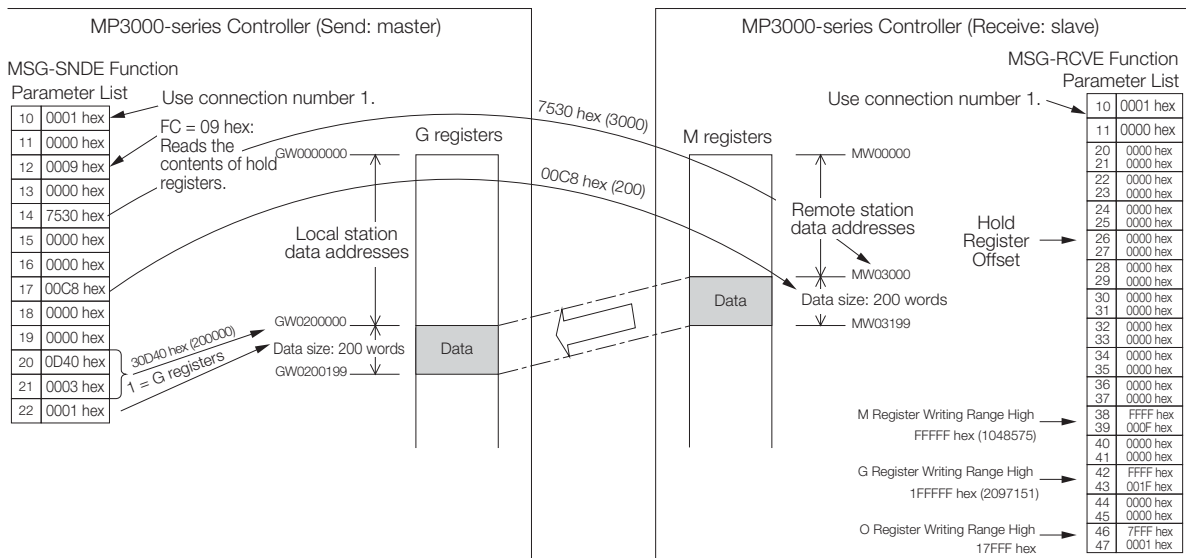 MP3000-series Controller (Send: master)
MSG-SNDE Function
Parameter List
10 0001 hex
11 0000 hex
12 0009 hex
13 0000 hex
14 7530 hex
15 0000 hex
16 0000 hex
17 00C8 hex
18 0000 hex
19 0000 hex
20 0D40 hex
21 0003 hex
22 0001 hex
Use connection number 1.
FC = 09 hex:
Reads the
contents of hold
registers.
30D40 hex (200000)
1 = G registers
G registers
GW0000000
Local station
data addresses
GW0200000
Data size: 200 words
GW0200199
Data
7530 hex (3000)
00C8 hex (200)
MP3000-series Controller (Receive: slave)
MSG-RCVE Function
Parameter List
Use connection number 1.
M registers
MW00000
Remote station
data addresses
MW03000
Data size: 200 words
MW03199
Data
Hold
Register
Offset
M Register Writing Range High
FFFFF hex (1048575)
G Register Writing Range High
1FFFFF hex (2097151)
O Register Writing Range High
17FFF hex
10 0001 hex
11 0000 hex
20 0000 hex
21 0000 hex
22 0000 hex
23 0000 hex
24 0000 hex
25 0000 hex
26 0000 hex
27 0000 hex
28 0000 hex
29 0000 hex
30 0000 hex
31 0000 hex
32 0000 hex
33 0000 hex
34 0000 hex
35 0000 hex
36 0000 hex
37 0000 hex
38 FFFF hex
39 000F hex
40 0000 hex
41 0000 hex
42 FFFF hex
43 001F hex
44 0000 hex
45 0000 hex
46 7FFF hex
47 0001 hex